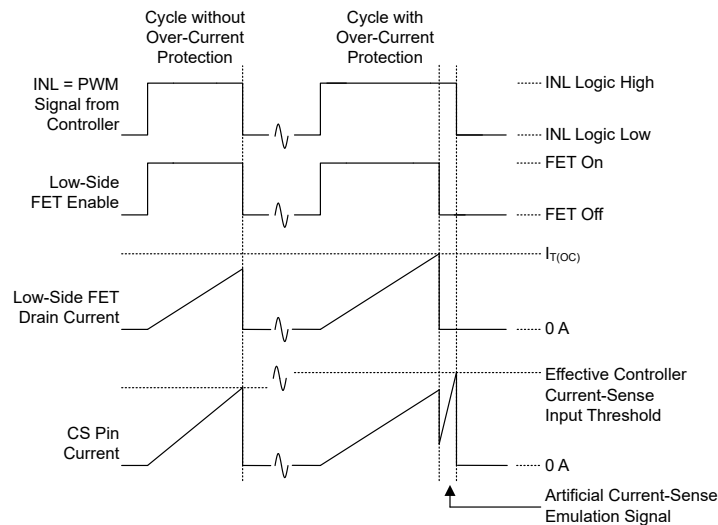 Cycle without
Over-Current
Protection
Cycle with
Over-Current
Protection
INL = PWM
Signal from
Controller
INL Logic High
INL Logic Low
Low-Side
FET Enable
FET On
FET Off
Low-Side FET
Drain Current
IT(OC)
0 A
CS Pin
Current
Effective Controller
Current-Sense
Input Threshold
0 A
Artificial Current-Sense
Emulation Signal